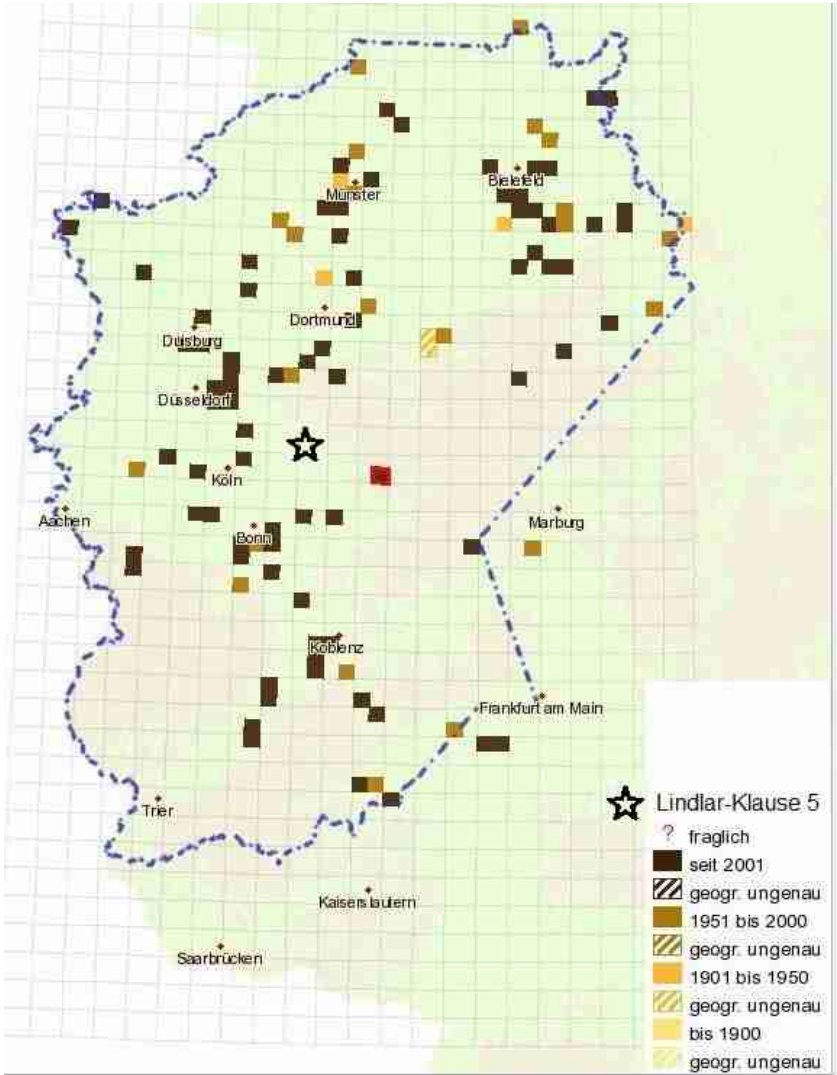 Bielefeld
Münster
Dortmund
Duisburg
Düsseldorf
Köln
Aachen
Marburg
Bonn
Koblenz
Frankfurt am Main
Trier
Kaiserslautern
Saarbrücken
Lindlar-Klause 5
? fraglich
seit 2001
geogr. ungenau
1951 bis 2000
geogr. ungenau
1901 bis 1950
geogr. ungenau
bis 1900
geogr. ungenau